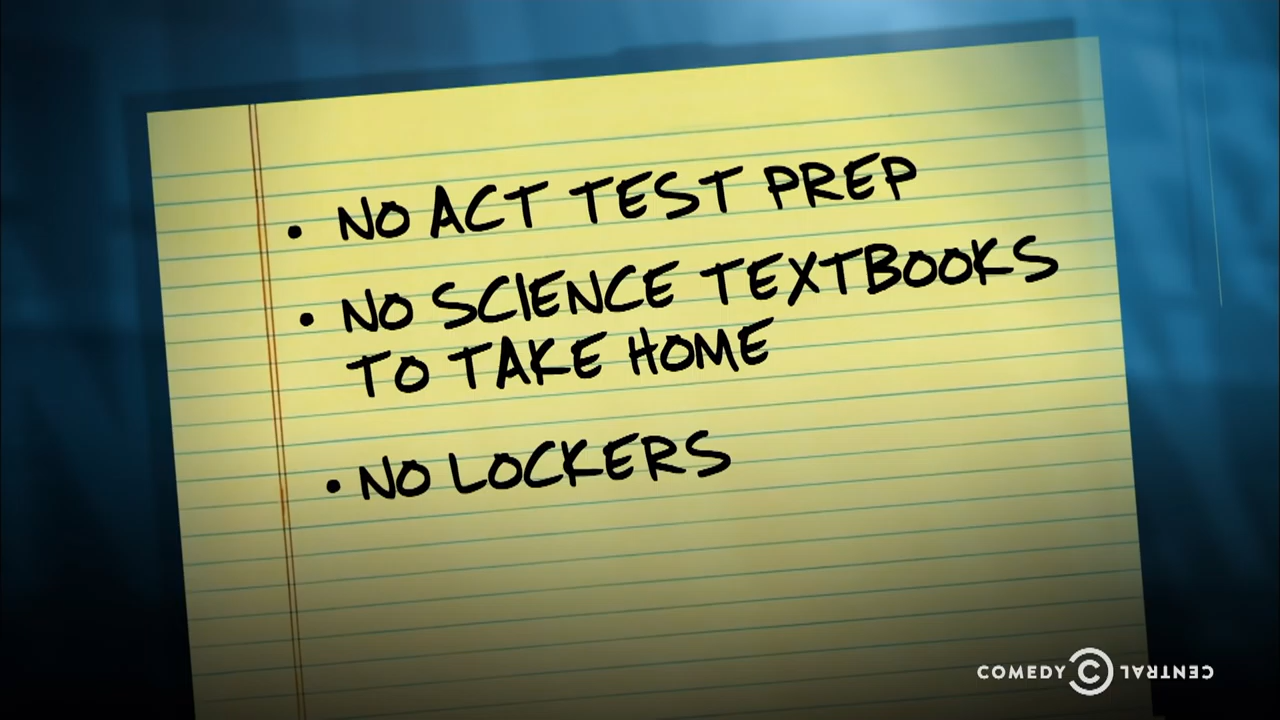 • NO ACT TEST PREP
• NO SCIENCE TEXTBOOKS
TO TAKE HOME
• NO LOCKERS
COMEDY C CENTRAL